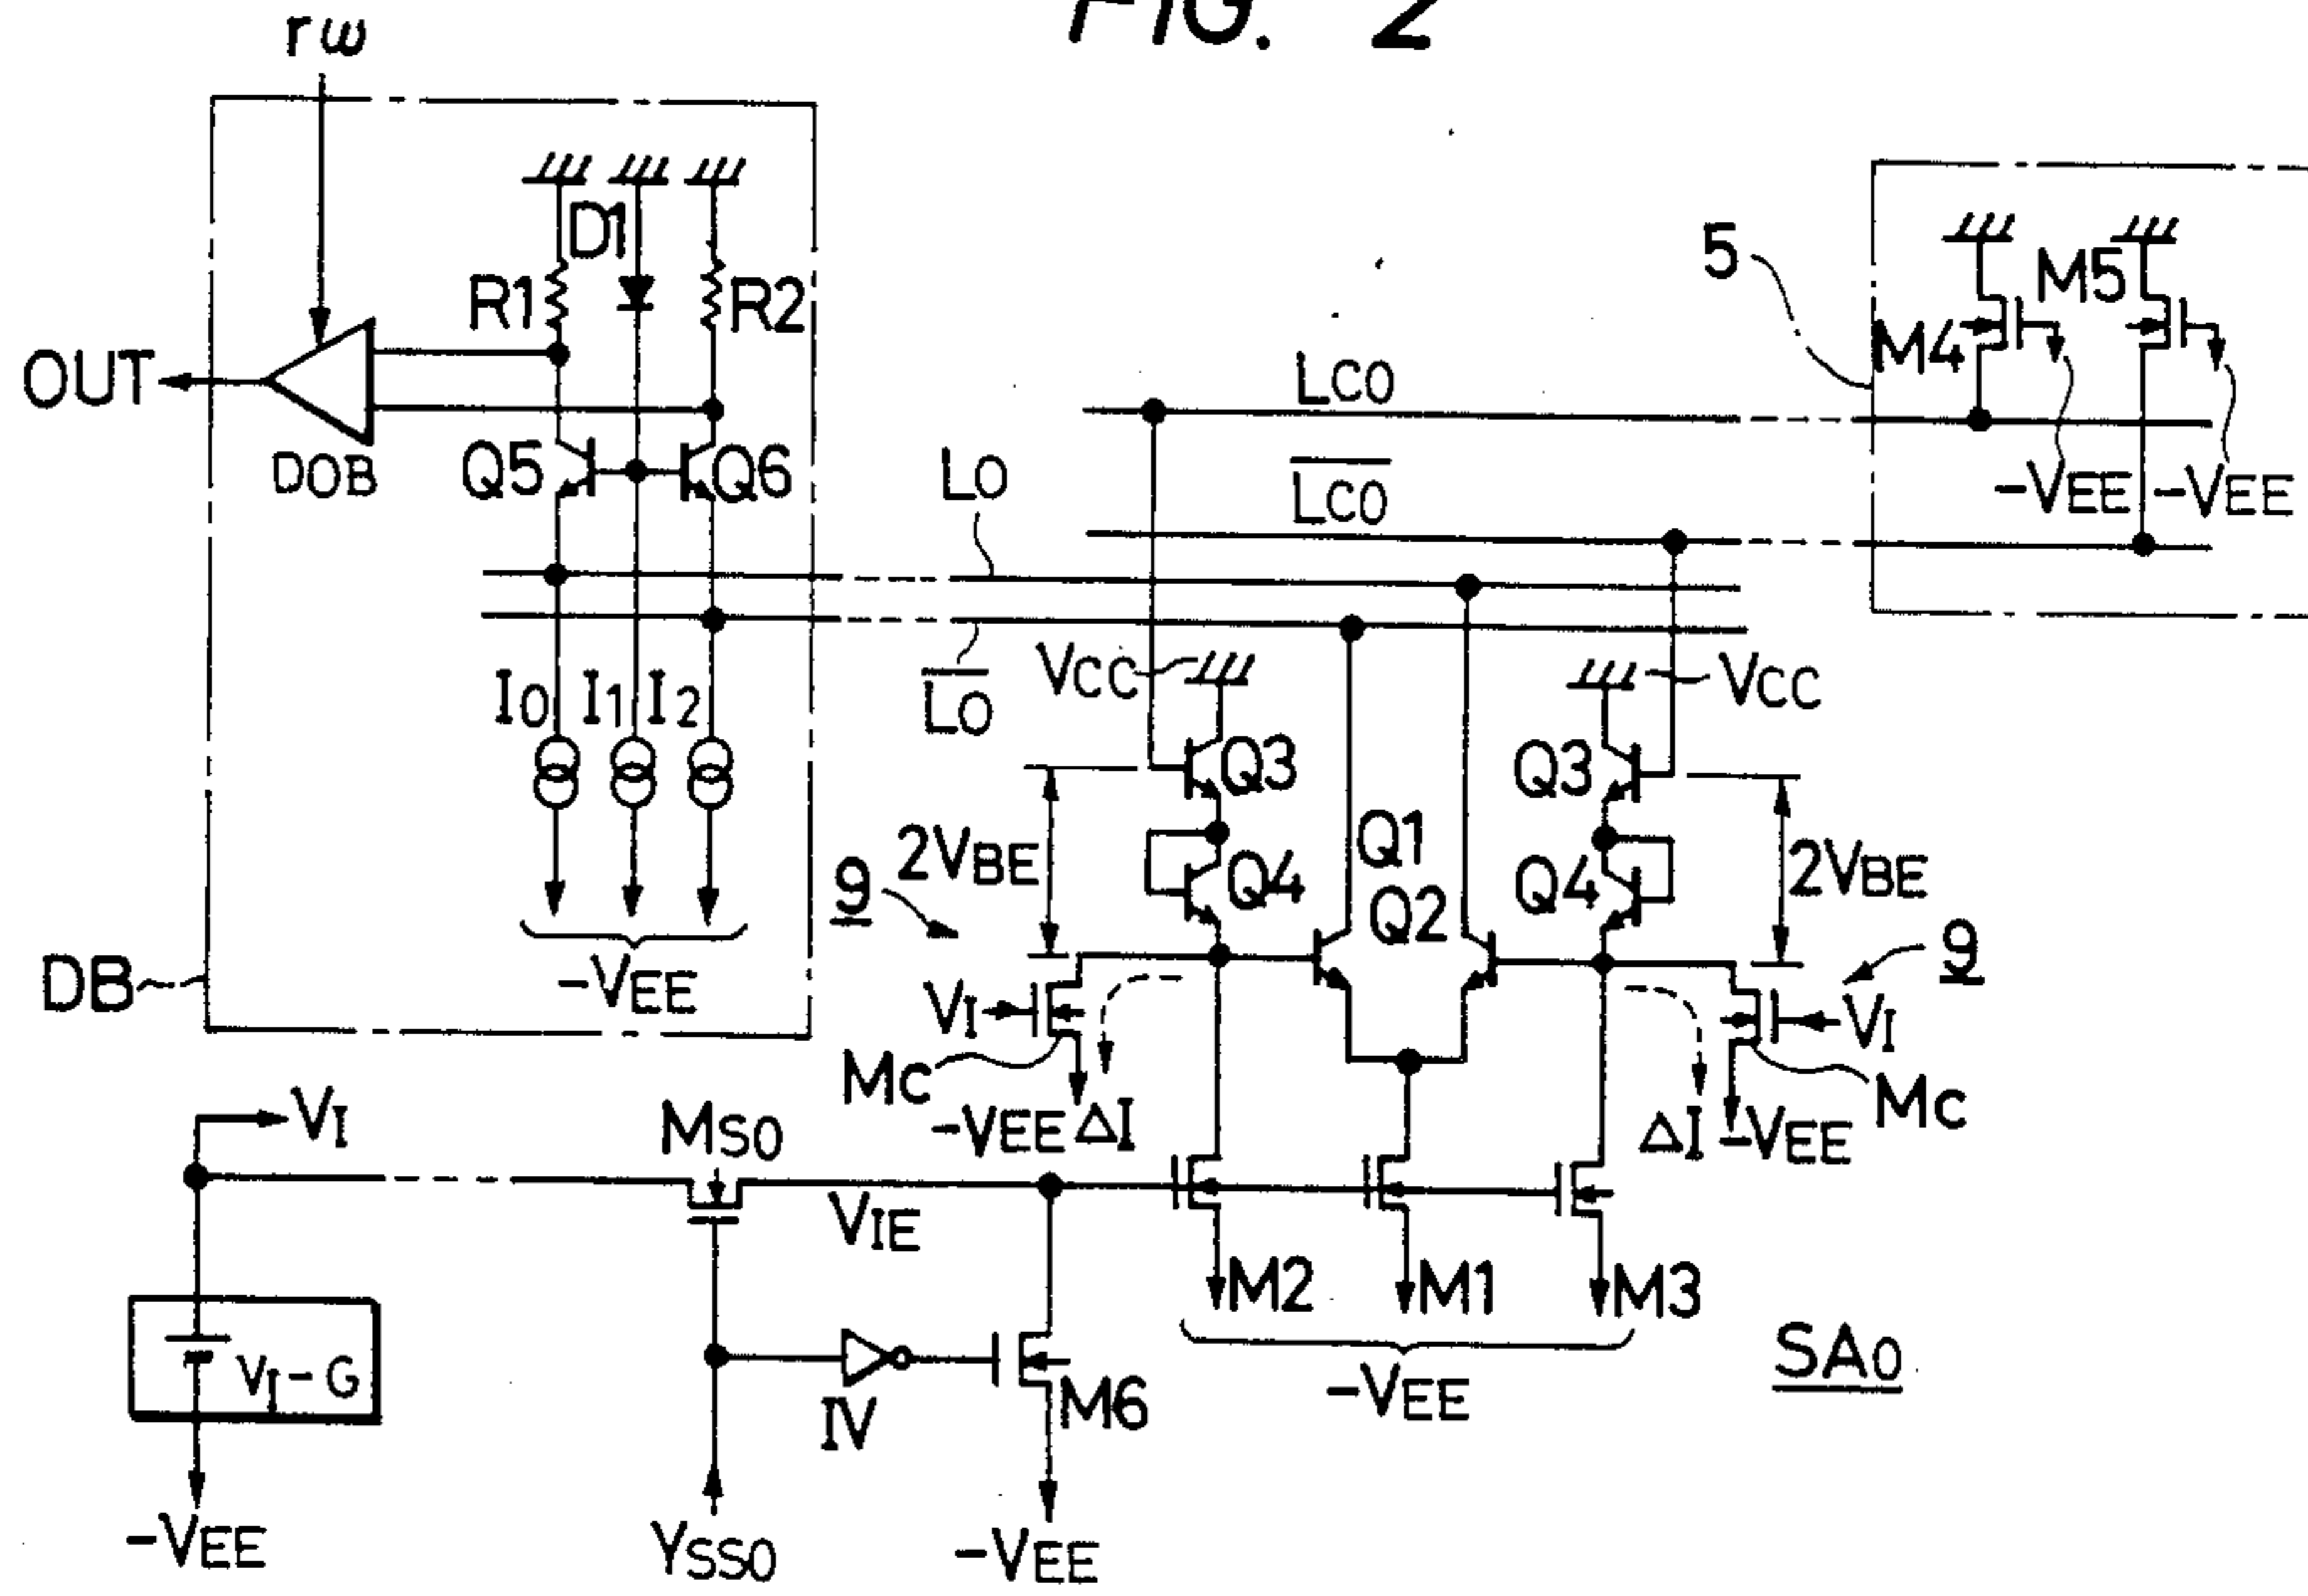 FIG. 2
rω
D1
R1
R2
OUT
DOB
Q5
Q6
5
M4
M5
LC0
LC0
-VEE
-VEE
LO
LO
I0 I1 I2
VCC
VCC
Q3
Q3
2VBE
Q4
Q1
Q2
Q4
2VBE
9
9
-VEE
DB
VI
VI
MC
MC
-VEE
ΔI
ΔI
-VEE
VI
MS0
VIE
M2
M1
M3
VI-G
IV
M6
-VEE
SA0
-VEE
YSS0
-VEE